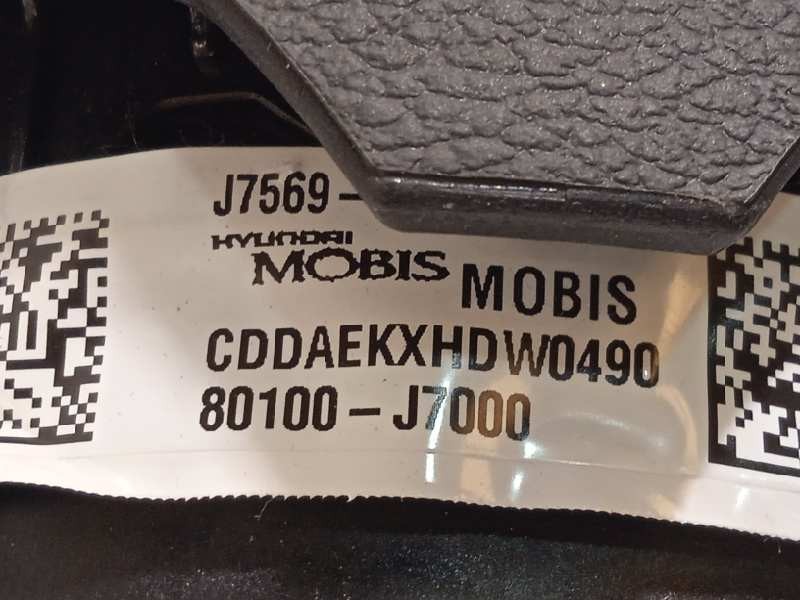 J7569-
HYUNDAI
MOBIS MOBIS
CDDAEKXHDW0490
80100-J7000